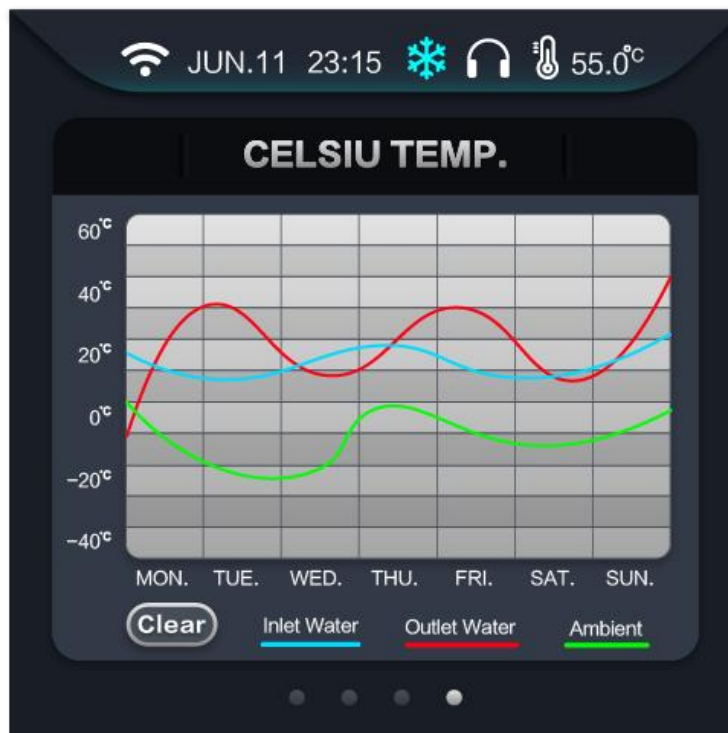 JUN.11 23:15 55.0°C
CELSIU TEMP.
60℃
40℃
20℃
0℃
−20℃
−40℃
MON. TUE. WED. THU. FRI. SAT. SUN.
Clear Inlet Water Outlet Water Ambient